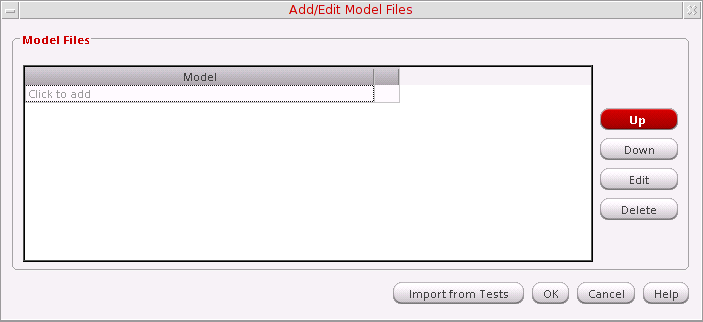 Add/Edit Model Files
Model Files
Model
Click to add
Up
Down
Edit
Delete
Import from Tests
OK
Cancel
Help